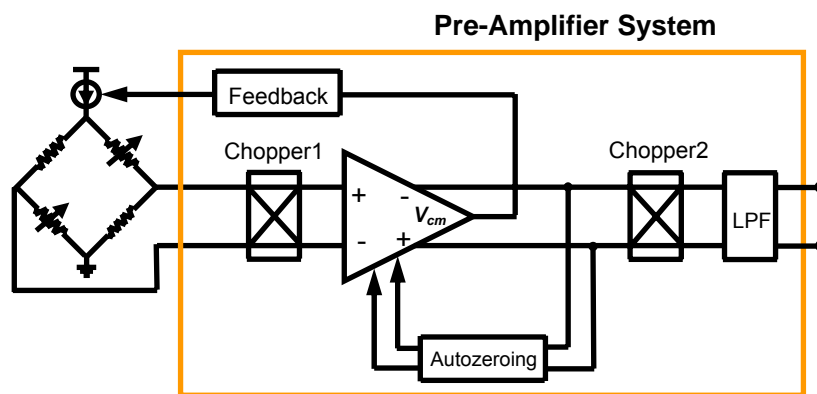 Pre-Amplifier System
Feedback
Chopper1
Chopper2
+
-
Vcm
-
+
LPF
Autozeroing